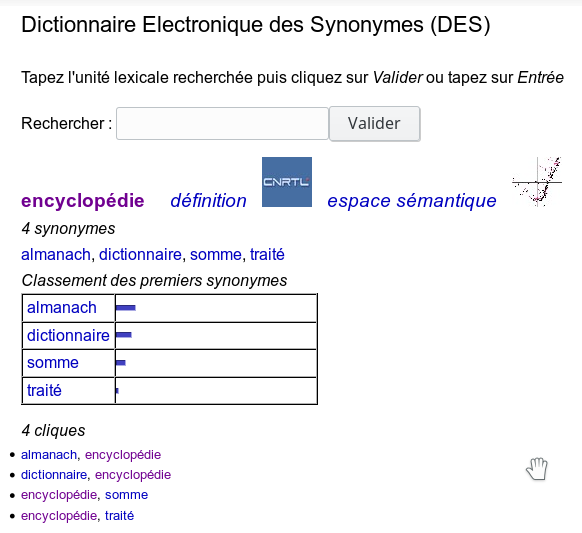 Dictionnaire Electronique des Synonymes (DES)
Tapez l'unité lexicale recherchée puis cliquez sur Valider ou tapez sur Entrée
Rechercher : Valider
encyclopédie définition CNRTL espace sémantique
4 synonymes
almanach, dictionnaire, somme, traité
Classement des premiers synonymes
almanach
dictionnaire
somme
traité
4 cliques
• almanach, encyclopédie
• dictionnaire, encyclopédie
• encyclopédie, somme
• encyclopédie, traité